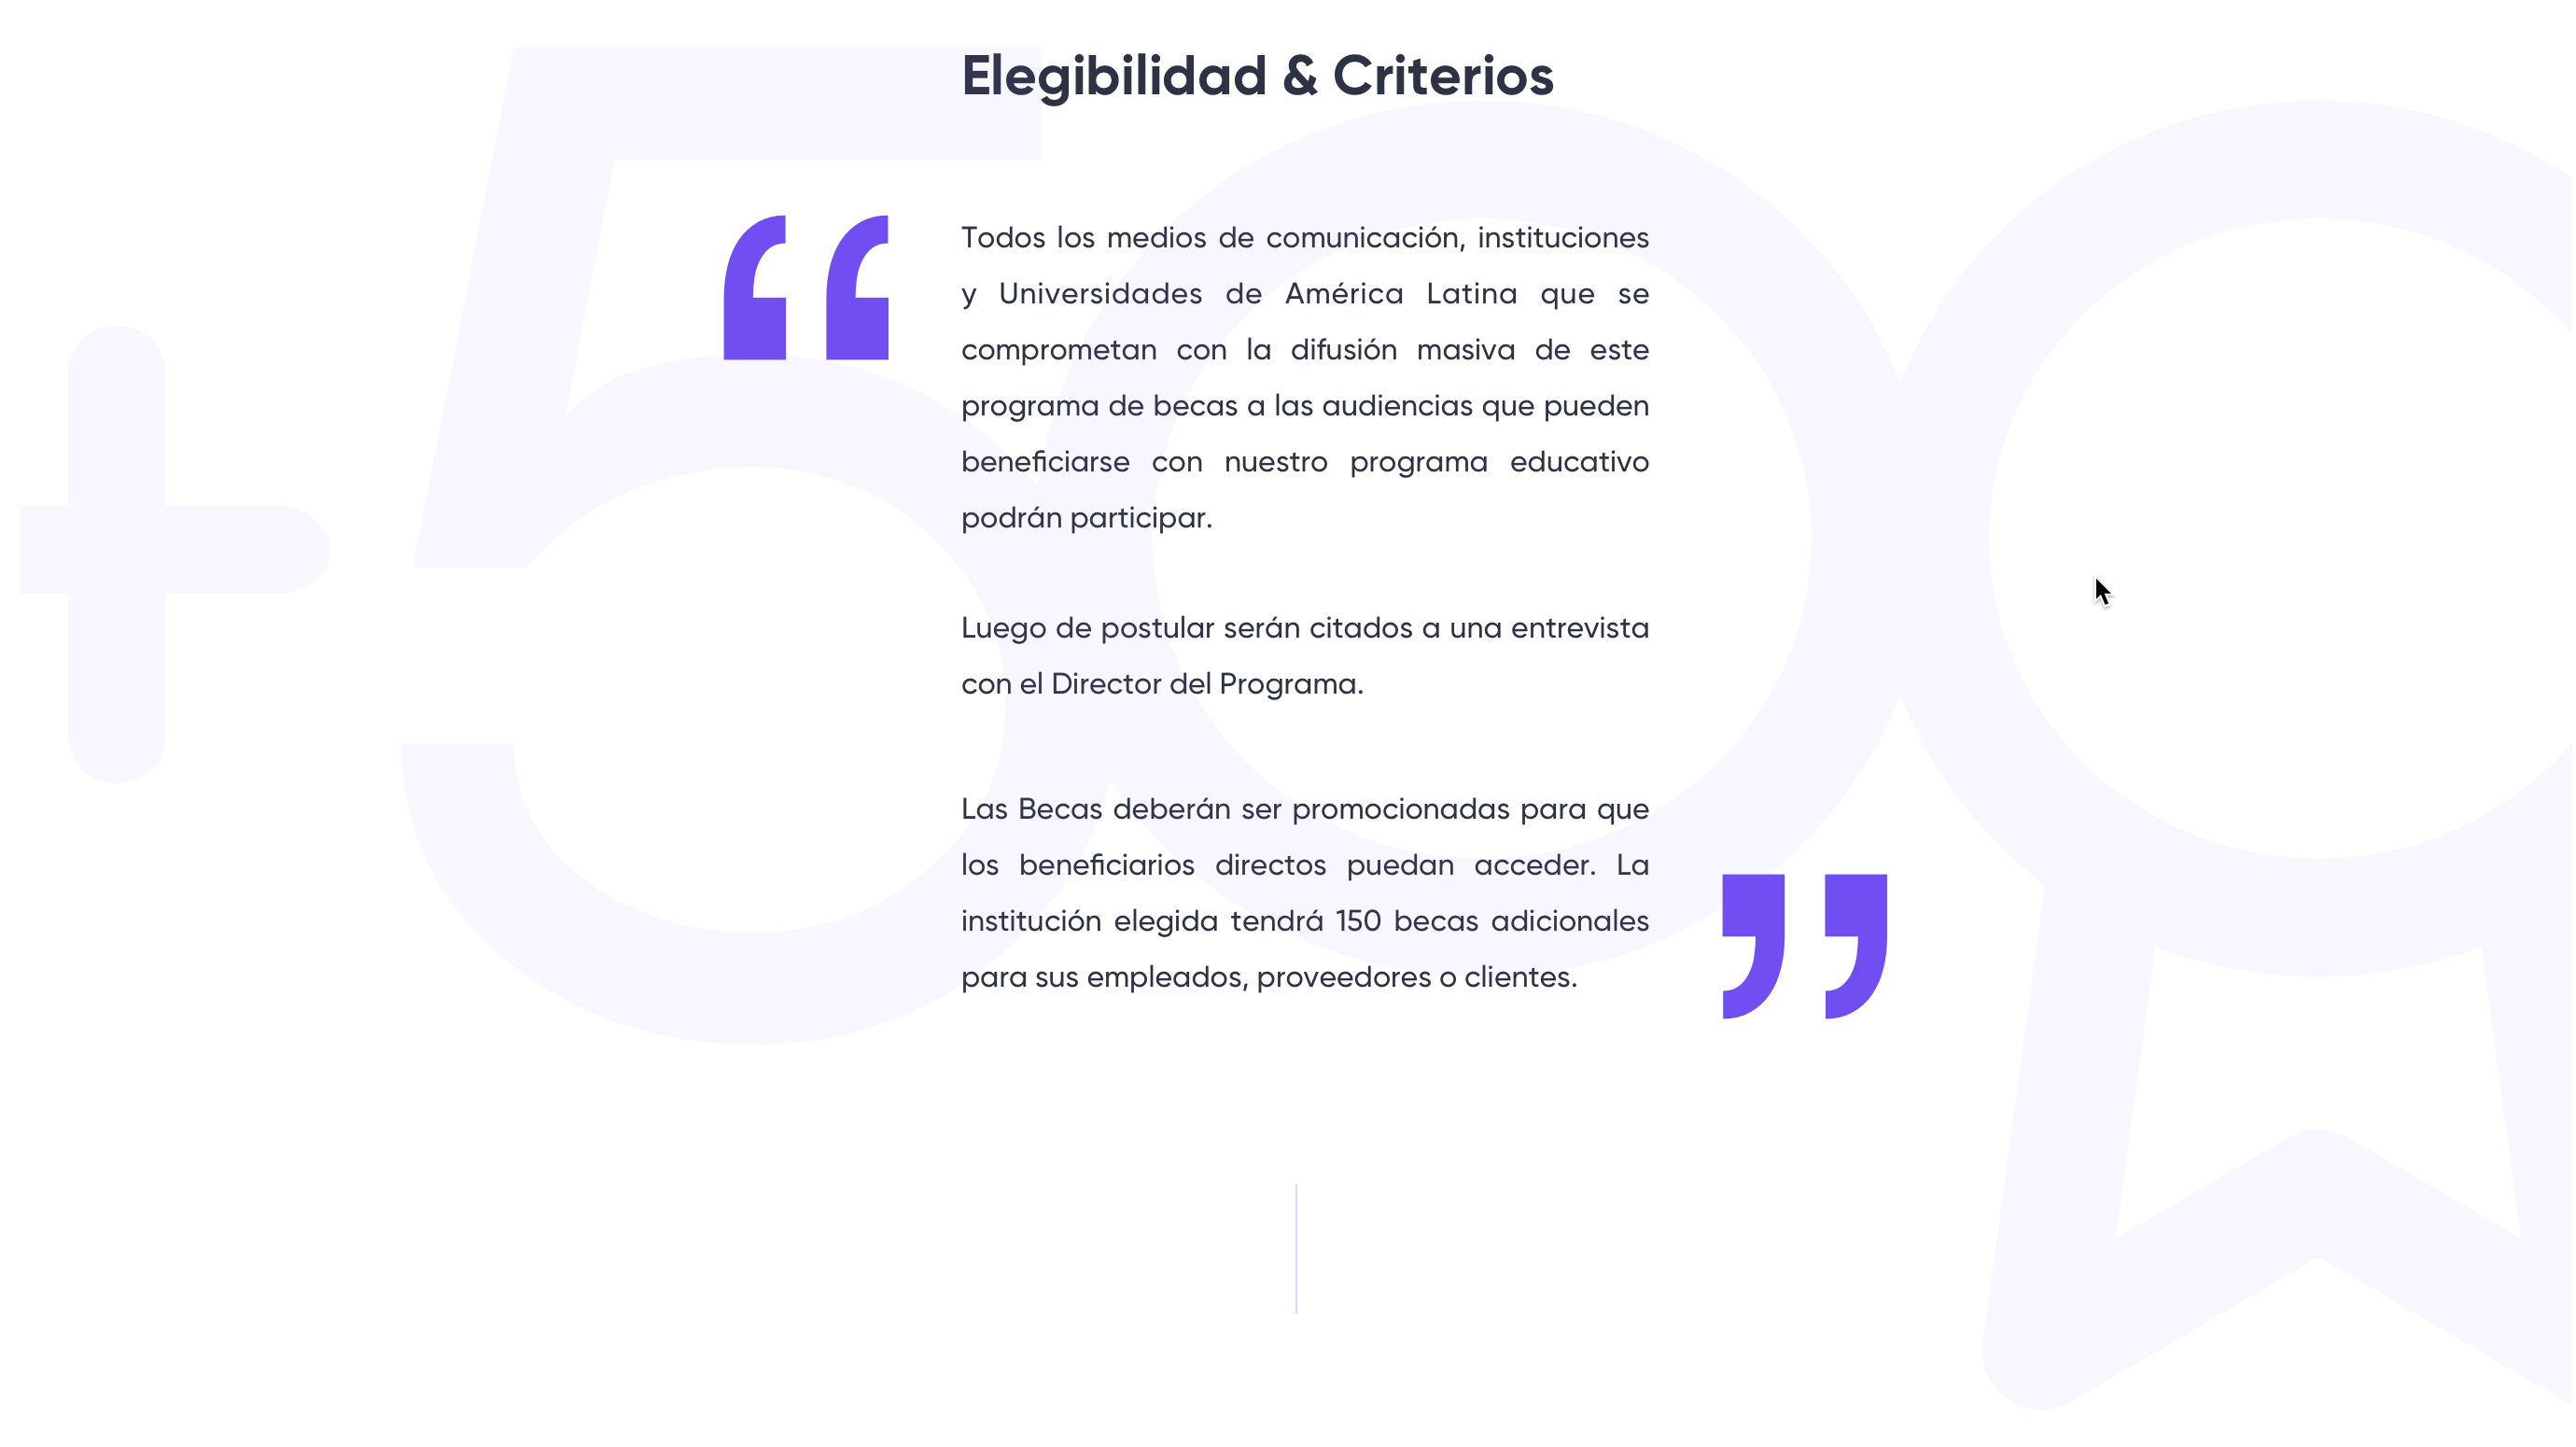 Elegibilidad & Criterios
Todos los medios de comunicación, instituciones
y Universidades de América Latina que se
comprometan con la difusión masiva de este
programa de becas a las audiencias que pueden
beneficiarse con nuestro programa educativo
podrán participar.
Luego de postular serán citados a una entrevista
con el Director del Programa.
Las Becas deberán ser promocionadas para que
los beneficiarios directos puedan acceder. La
institución elegida tendrá 150 becas adicionales
para sus empleados, proveedores o clientes.
+500